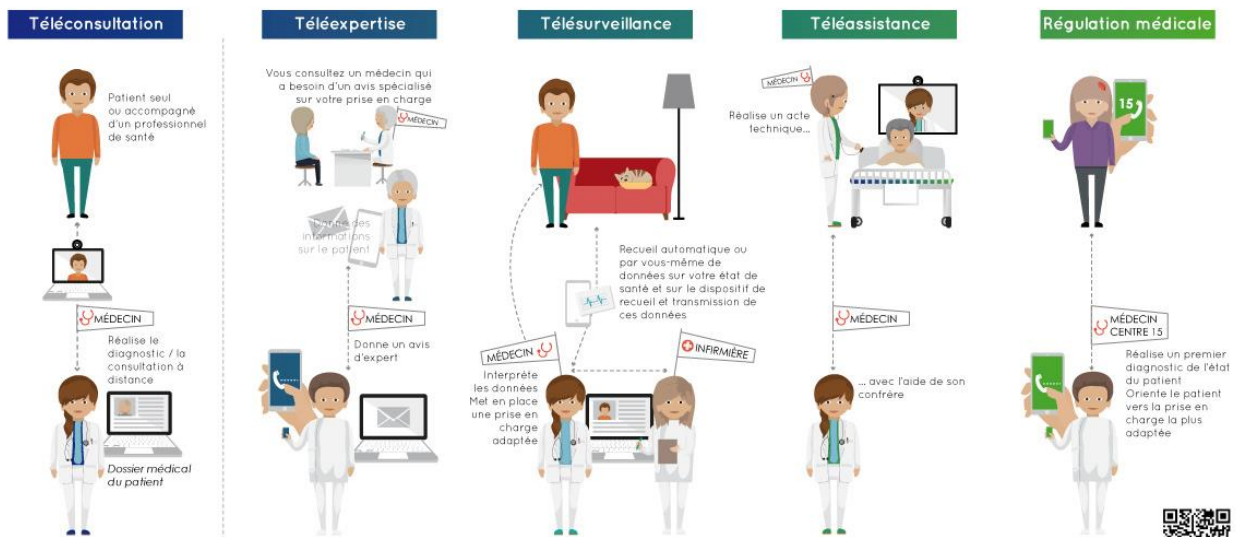 Téléconsultation
Patient seul
ou accompagné
d'un professionnel
de santé
MÉDECIN
Réalise le
diagnostic / la
consultation à
distance
Dossier médical
du patient
Téléexpertise
Vous consultez un médecin qui
a besoin d'un avis spécialisé
sur votre prise en charge
MÉDECIN
Donne des
informations
sur le patient
MÉDECIN
Donne un avis
d'expert
Télésurveillance
Recueil automatique ou
par vous-même de
données sur votre état de
santé et sur le dispositif de
recueil et transmission de
ces données
MÉDECIN
INFIRMIÈRE
Interprète
les données
Met en place
une prise en
charge
adaptée
Téléassistance
MÉDECIN
Réalise un acte
technique...
MÉDECIN
... avec l'aide de son
confrère
Régulation médicale
15
MÉDECIN
CENTRE 15
Réalise un premier
diagnostic de l'état
du patient
Oriente le patient
vers la prise en
charge la plus
adaptée